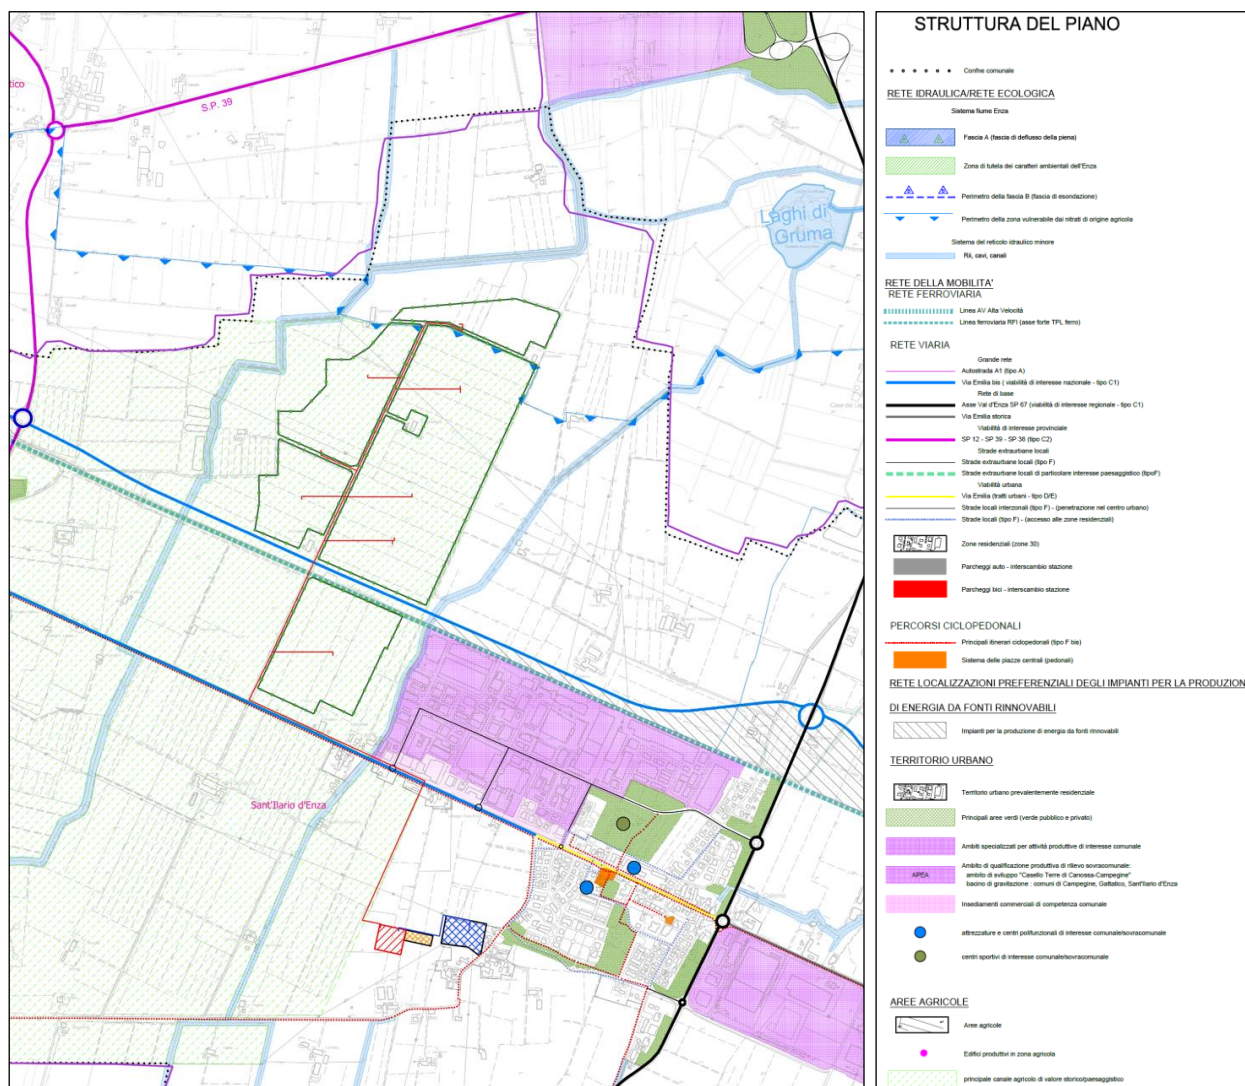 tico
S.P. 39
Laghi di
Gruma
Sant'Ilario d'Enza
STRUTTURA DEL PIANO
Confine comunale
RETE IDRAULICA/RETE ECOLOGICA
Sistema fiume Enza
Fascia A (fascia di deflusso della piena)
Zona di tutela dei caratteri ambientali dell'Enza
Perimetro della fascia B (fascia di esondazione)
Perimetro della zona vulnerabile dai nitrati di origine agricola
Sistema del reticolo idraulico minore
Rii, cavi, canali
RETE DELLA MOBILITA'
RETE FERROVIARIA
Linea AV Alta Velocità
Linea ferroviaria RFI (asse forte TPL ferro)
RETE VIARIA
Grande rete
Autostrada A1 (tipo A)
Via Emilia bis ( viabilità di interesse nazionale - tipo C1)
Rete di base
Asse Val d'Enza SP 67 (viabilità di interesse regionale - tipo C1)
Via Emilia storica
Viabilità di interesse provinciale
SP 12 - SP 39 - SP 38 (tipo C2)
Strade extraurbane locali
Strade extraurbane locali (tipo F)
Strade extraurbane locali di particolare interesse paesaggistico (tipoF)
Viabilità urbana
Via Emilia (tratti urbani - tipo D/E)
Strade locali interzonali (tipo F) - (penetrazione nel centro urbano)
Strade locali (tipo F) - (accesso alle zone residenziali)
Zone residenziali (zone 30)
Parcheggi auto - interscambio stazione
Parcheggi bici - interscambio stazione
PERCORSI CICLOPEDONALI
Principali itinerari ciclopedonali (tipo F bis)
Sistema delle piazze centrali (pedonali)
RETE LOCALIZZAZIONI PREFERENZIALI DEGLI IMPIANTI PER LA PRODUZION
DI ENERGIA DA FONTI RINNOVABILI
Impianti per la produzione di energia da fonti rinnovabili
TERRITORIO URBANO
Territorio urbano prevalentemente residenziale
Principali aree verdi (verde pubblico e privato)
Ambiti specializzati per attività produttive di interesse comunale
APEA
Ambito di qualificazione produttiva di rilievo sovracomunale:
ambito di sviluppo "Casello Terre di Canossa-Campegine"
bacino di gravitazione : comuni di Campegine, Gattatico, Sant'Ilario d'Enza
Insediamenti commerciali di competenza comunale
attrezzature e centri polifunzionali di interesse comunale/sovracomunale
centri sportivi di interesse comunale/sovracomunale
AREE AGRICOLE
Aree agricole
Edifici produttivi in zona agricola
principale canale agricolo di valore storico/paesaggistico